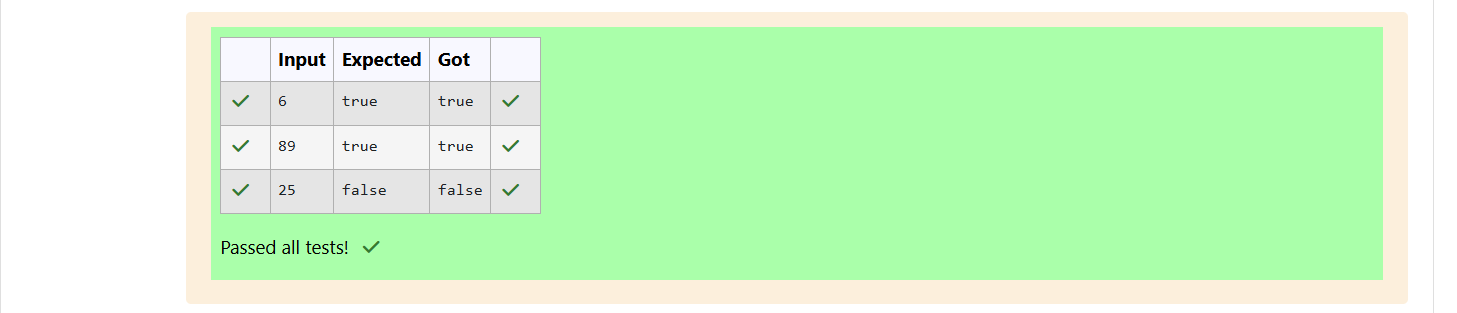 Input Expected Got
6 true true
89 true true
25 false false
Passed all tests!